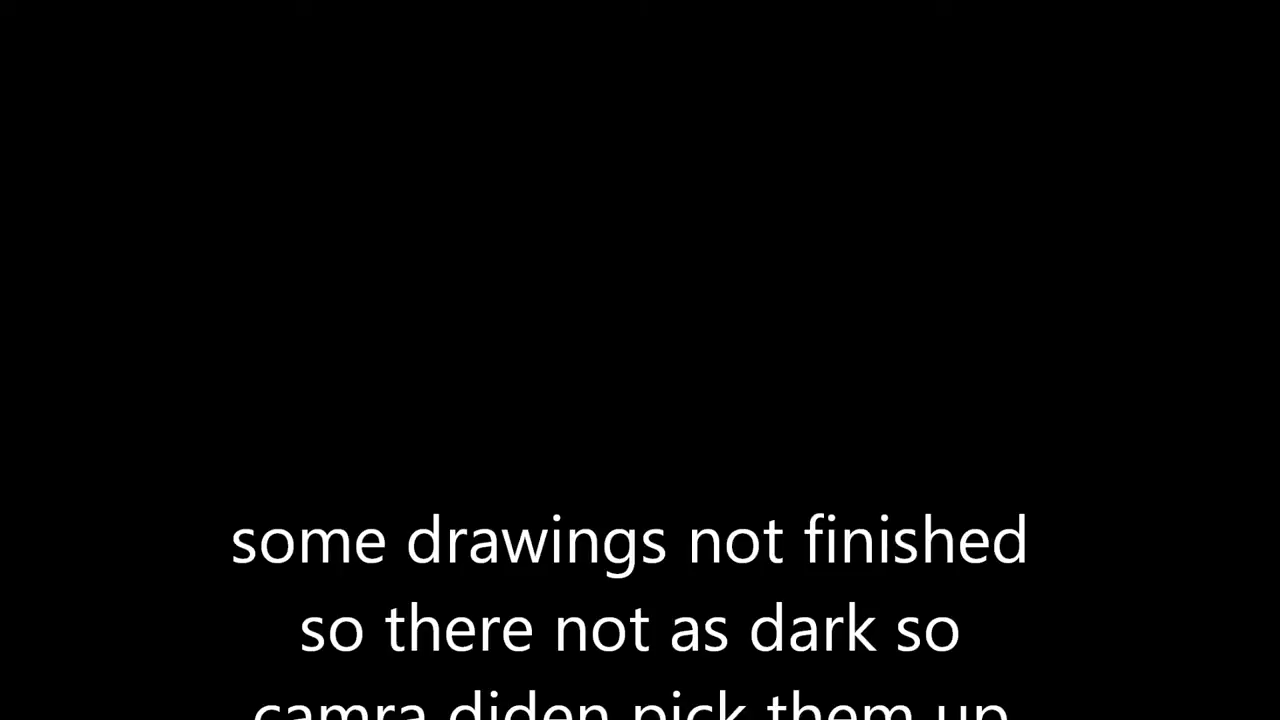 some drawings not finished
so there not as dark so
camra diden pick them up